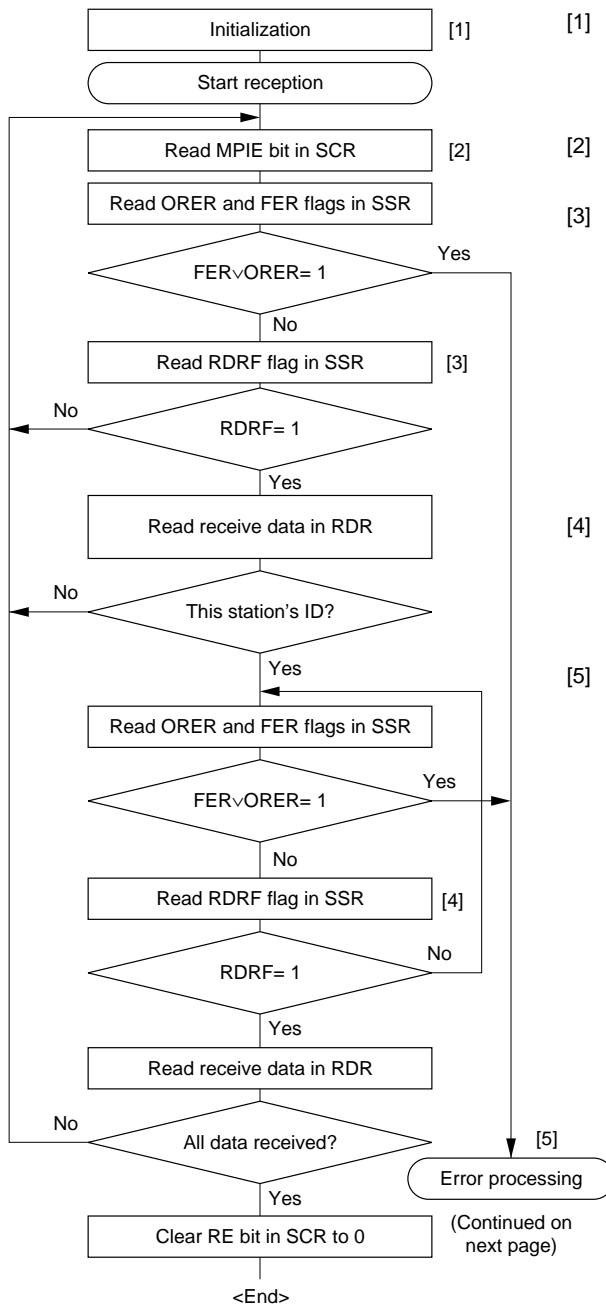 Initialization [1] [1]
Start reception
Read MPIE bit in SCR [2] [2]
Read ORER and FER flags in SSR
[3]
FER∨ORER= 1
Yes
No
Read RDRF flag in SSR [3]
No
RDRF= 1
Yes
Read receive data in RDR [4]
No
This station's ID?
Yes
[5]
Read ORER and FER flags in SSR
FER∨ORER= 1
Yes
No
Read RDRF flag in SSR [4]
RDRF= 1
No
Yes
Read receive data in RDR
No
All data received?
[5]
Error processing
Yes
(Continued on
next page)
Clear RE bit in SCR to 0
<End>